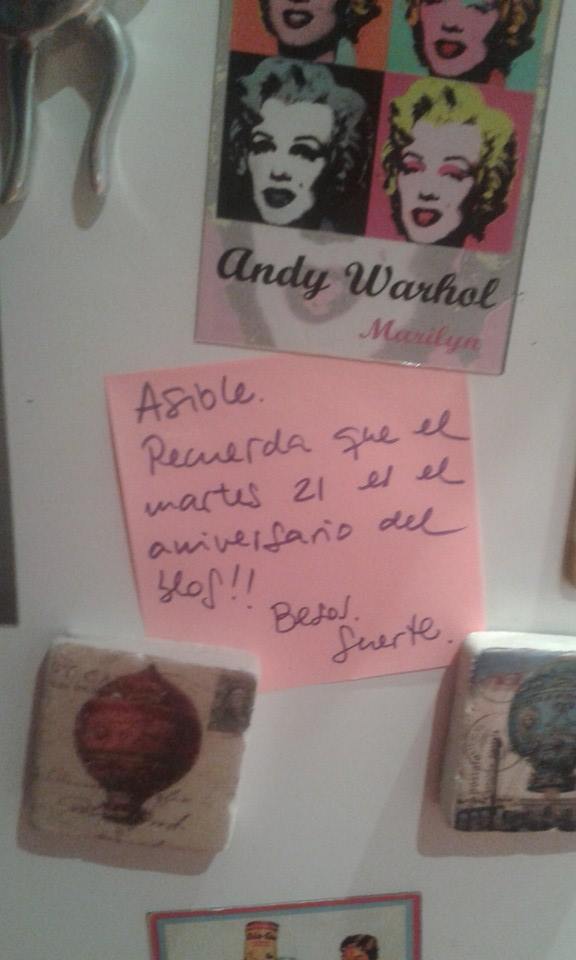 Andy Warhol
Marilyn
Asible.
Recuerda que el
martes 21 es el
aniversario del
blog!!
Besos.
Suerte.